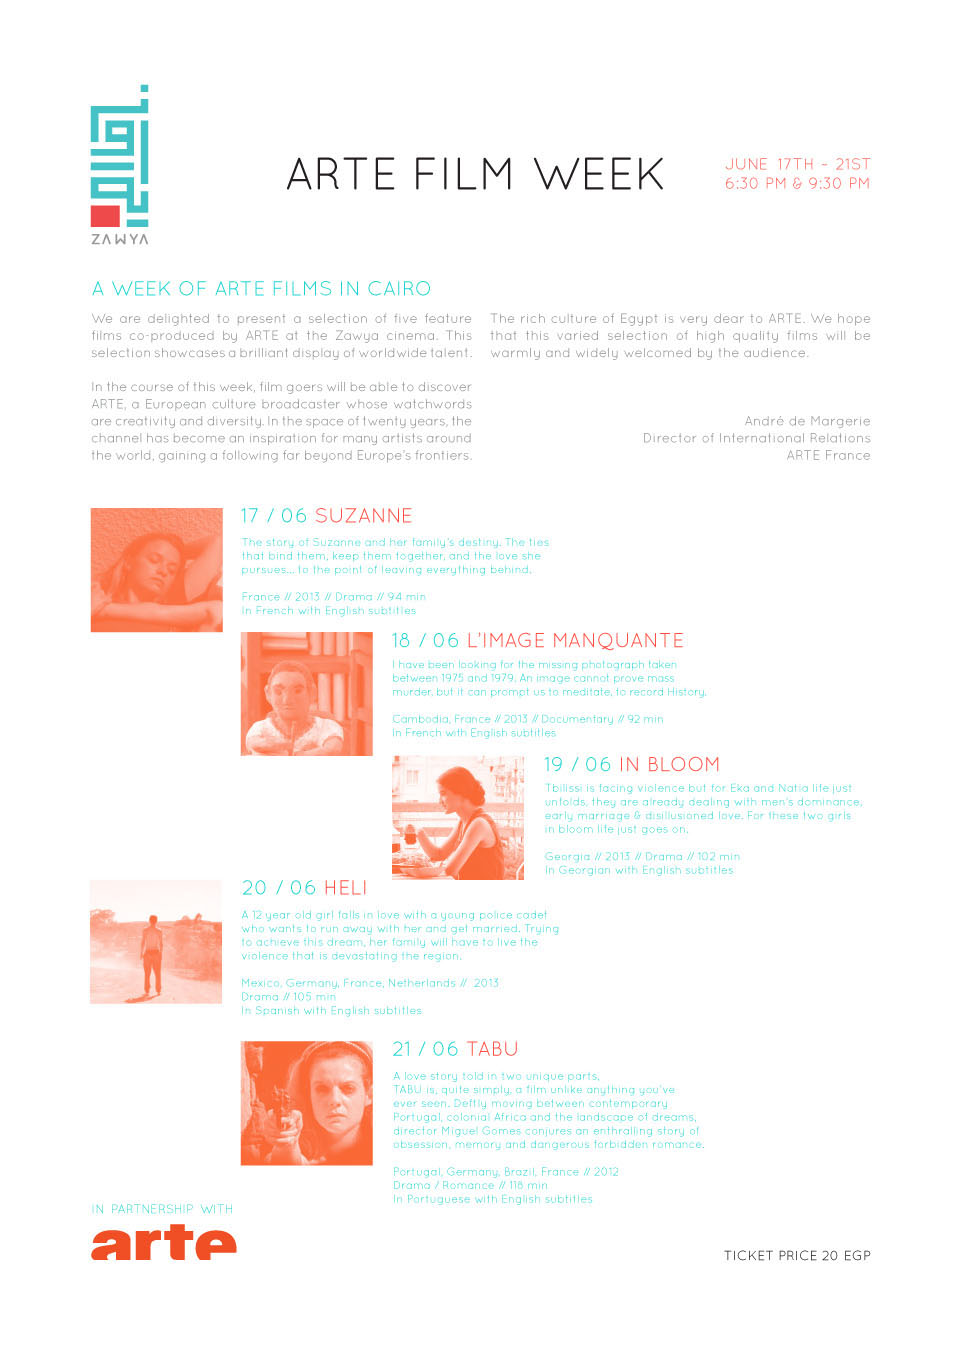 زاوية
ZAWYA
ARTE FILM WEEK
JUNE 17TH - 21ST
6:30 PM & 9:30 PM
A WEEK OF ARTE FILMS IN CAIRO
We are delighted to present a selection of five feature
films co-produced by ARTE at the Zawya cinema. This
selection showcases a brilliant display of worldwide talent.
In the course of this week, film goers will be able to discover
ARTE, a European culture broadcaster whose watchwords
are creativity and diversity. In the space of twenty years, the
channel has become an inspiration for many artists around
the world, gaining a following far beyond Europe's frontiers.
The rich culture of Egypt is very dear to ARTE. We hope
that this varied selection of high quality films will be
warmly and widely welcomed by the audience.
André de Margerie
Director of International Relations
ARTE France
17 / 06 SUZANNE
The story of Suzanne and her family's destiny. The ties
that bind them, keep them together, and the love she
pursues... to the point of leaving everything behind.
France // 2013 // Drama // 94 min
In French with English subtitles
18 / 06 L'IMAGE MANQUANTE
I have been looking for the missing photograph taken
between 1975 and 1979. An image cannot prove mass
murder, but it can prompt us to meditate, to record History.
Cambodia, France // 2013 // Documentary // 92 min
In French with English subtitles
19 / 06 IN BLOOM
Tbilissi is facing violence but for Eka and Natia life just
unfolds, they are already dealing with men's dominance,
early marriage & disillusioned love. For these two girls
in bloom life just goes on.
Georgia // 2013 // Drama // 102 min
In Georgian with English subtitles
20 / 06 HELI
A 12 year old girl falls in love with a young police cadet
who wants to run away with her and get married. Trying
to achieve this dream, her family will have to live the
violence that is devastating the region.
Mexico, Germany, France, Netherlands // 2013
Drama // 105 min
In Spanish with English subtitles
21 / 06 TABU
A love story told in two unique parts,
TABU is, quite simply, a film unlike anything you've
ever seen. Deftly moving between contemporary
Portugal, colonial Africa and the landscape of dreams,
director Miguel Gomes conjures an enthralling story of
obsession, memory and dangerous forbidden romance.
Portugal, Germany, Brazil, France // 2012
Drama / Romance // 118 min
In Portuguese with English subtitles
IN PARTNERSHIP WITH
arte
TICKET PRICE 20 EGP